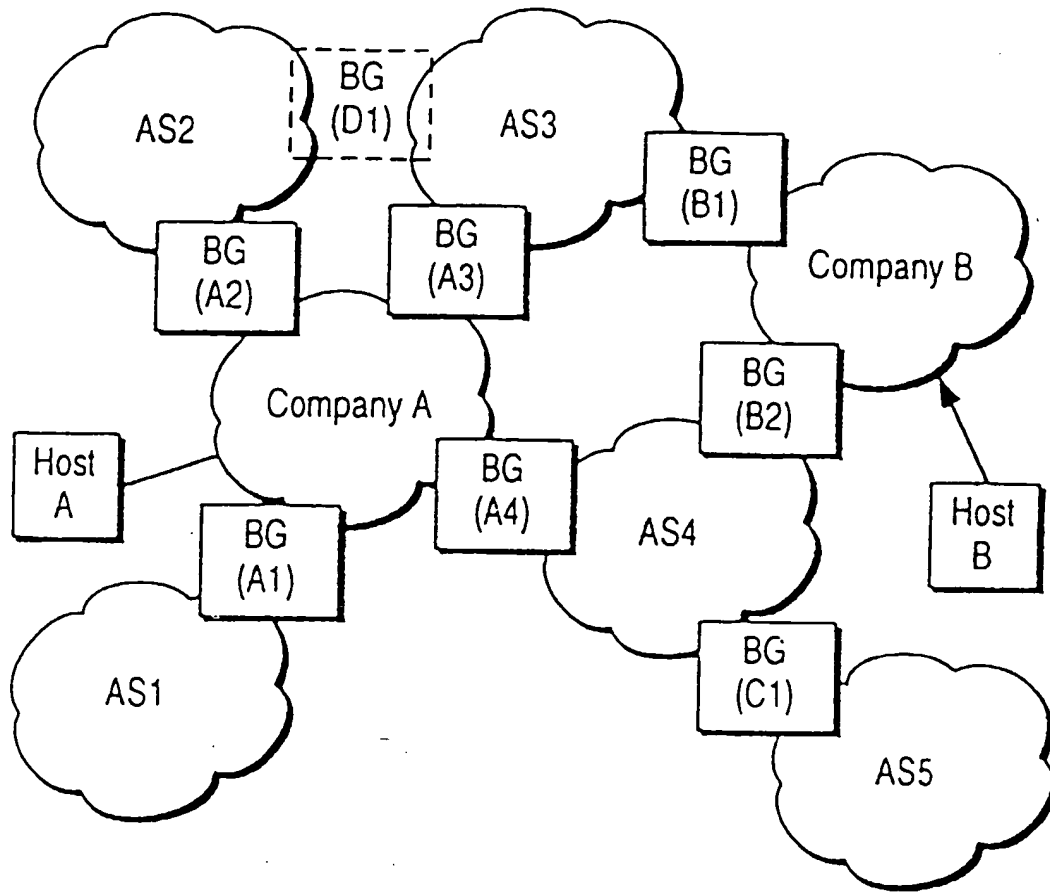 BG
(D1)
AS2
AS3
BG
(B1)
BG
(A2)
BG
(A3)
Company B
BG
(B2)
Company A
Host
A
BG
(A4)
BG
(A1)
AS4
Host
B
BG
(C1)
AS1
AS5